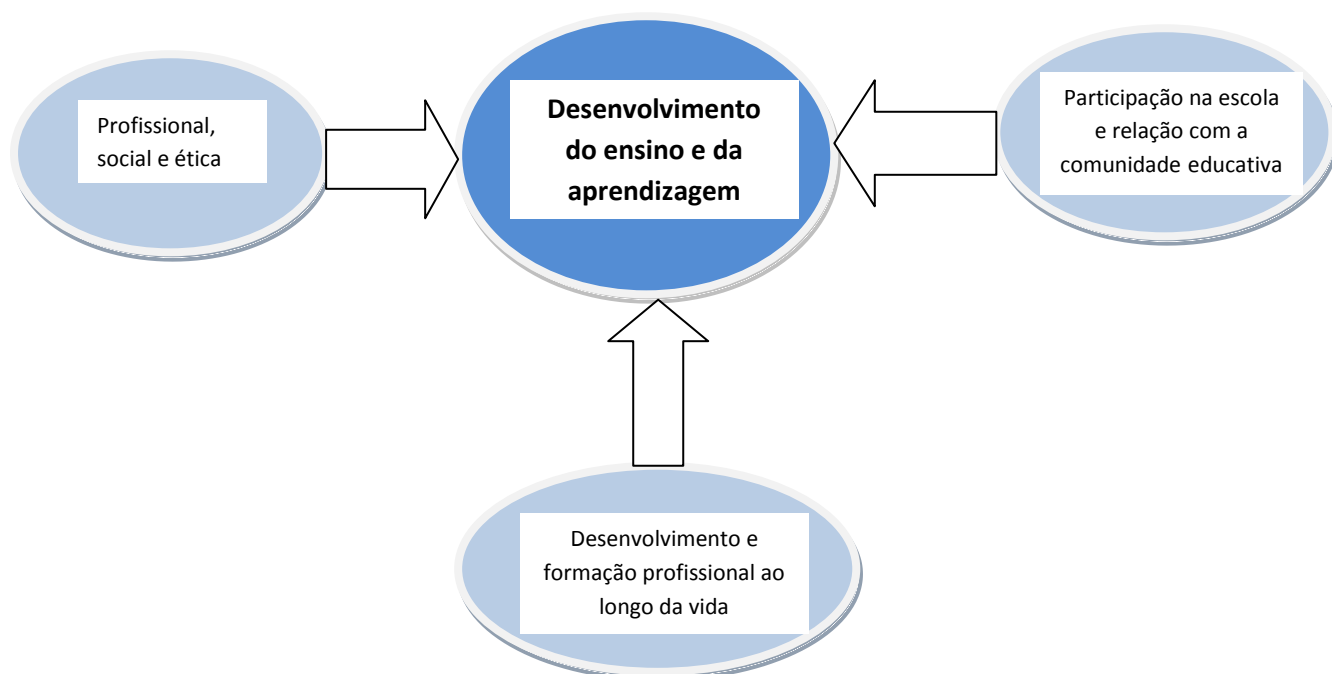 Profissional,
social e ética
Desenvolvimento
do ensino e da
aprendizagem
Participação na escola
e relação com a
comunidade educativa
Desenvolvimento e
formação profissional ao
longo da vida